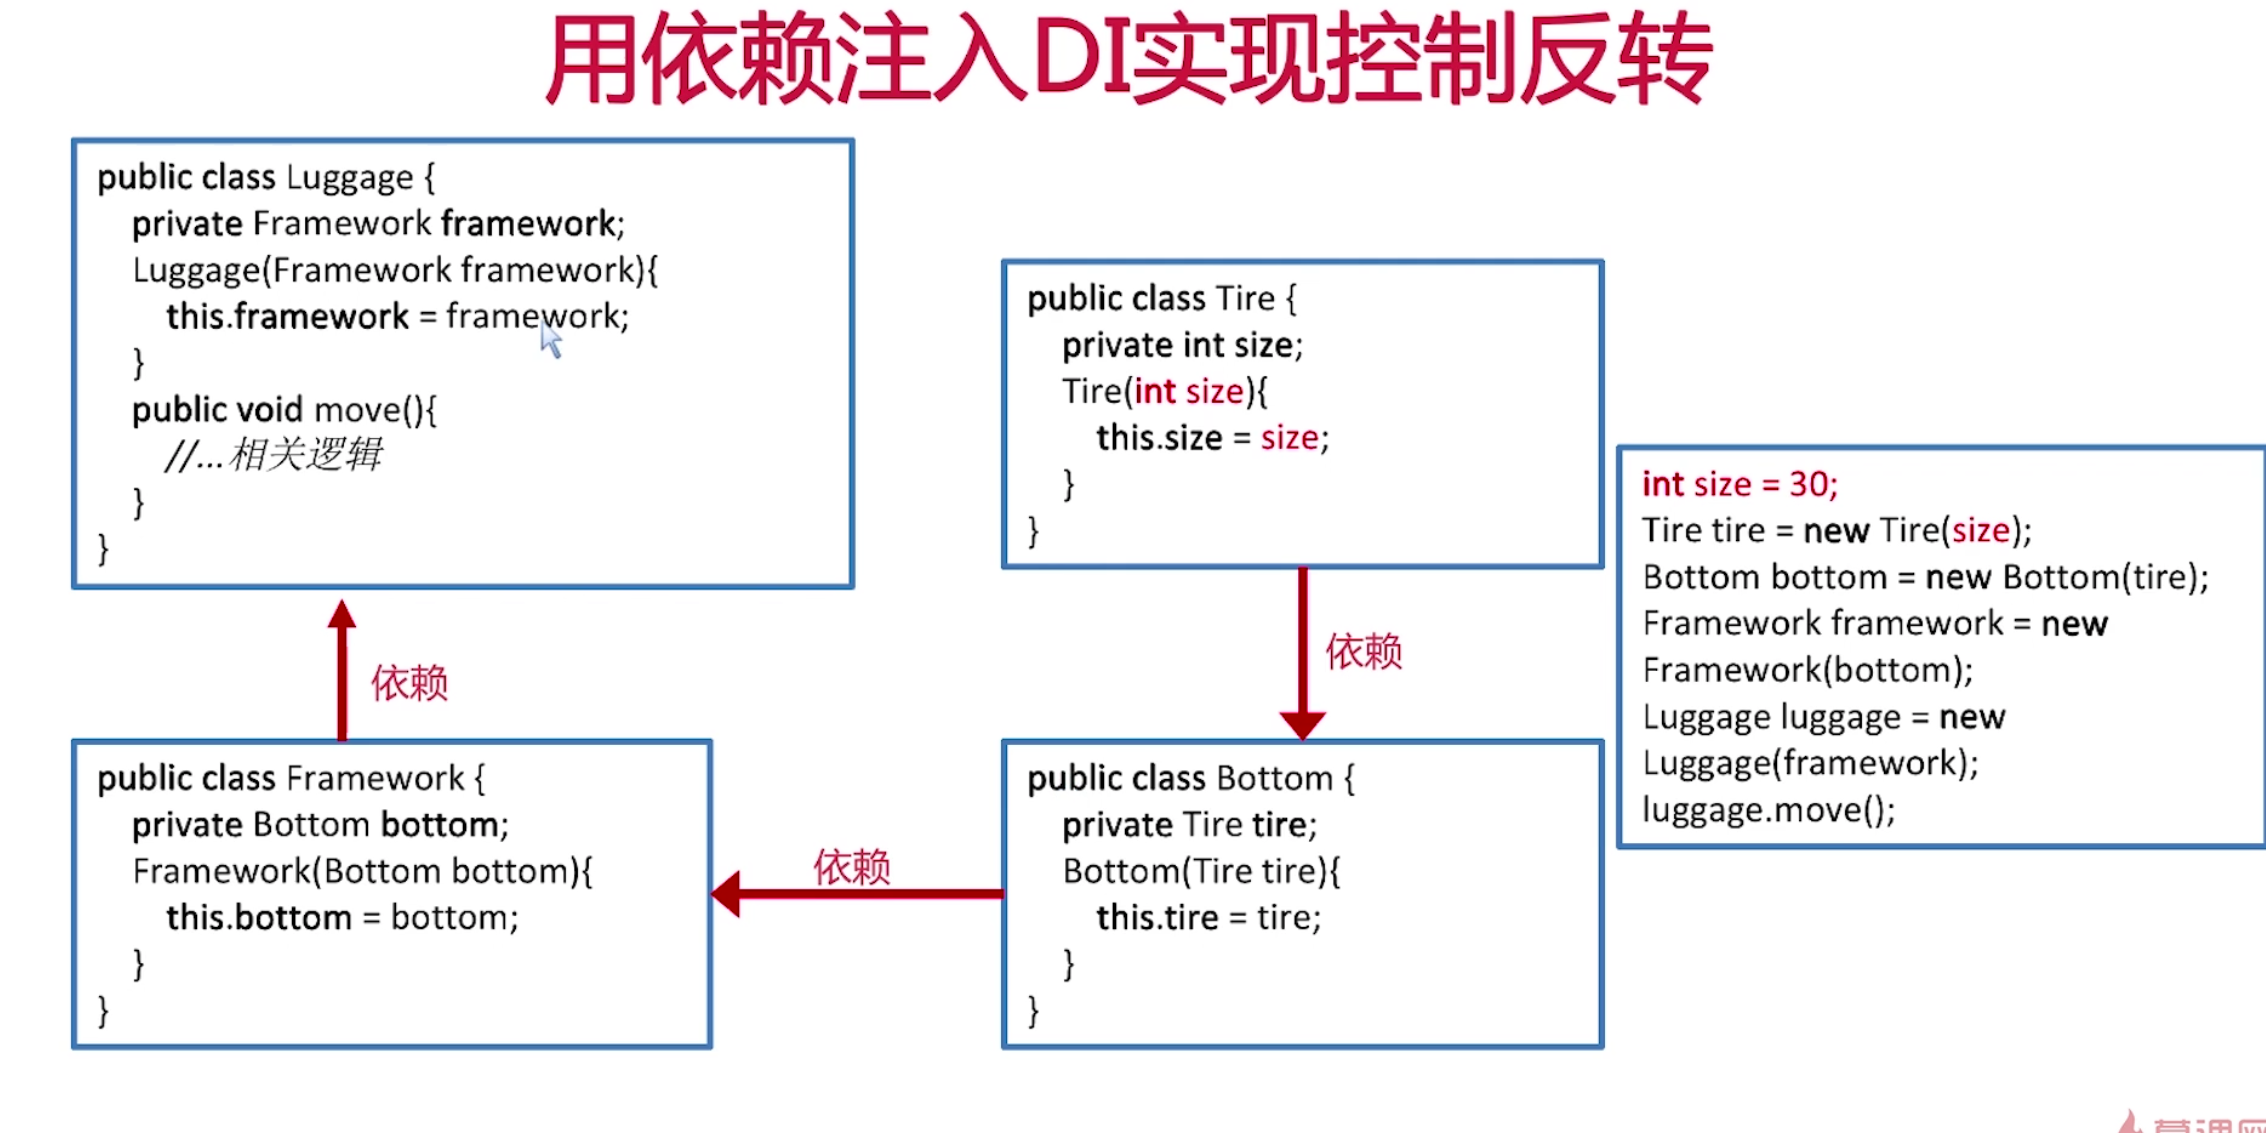 用依赖注入DI实现控制反转
public class Luggage {
private Framework framework;
Luggage(Framework framework){
this.framework = framework;
}
public void move(){
//...相关逻辑
}
}
依赖
public class Framework {
private Bottom bottom;
Framework(Bottom bottom){
this.bottom = bottom;
}
}
依赖
public class Tire {
private int size;
Tire(int size){
this.size = size;
}
}
依赖
public class Bottom {
private Tire tire;
Bottom(Tire tire){
this.tire = tire;
}
}
int size = 30;
Tire tire = new Tire(size);
Bottom bottom = new Bottom(tire);
Framework framework = new
Framework(bottom);
Luggage luggage = new
Luggage(framework);
luggage.move();